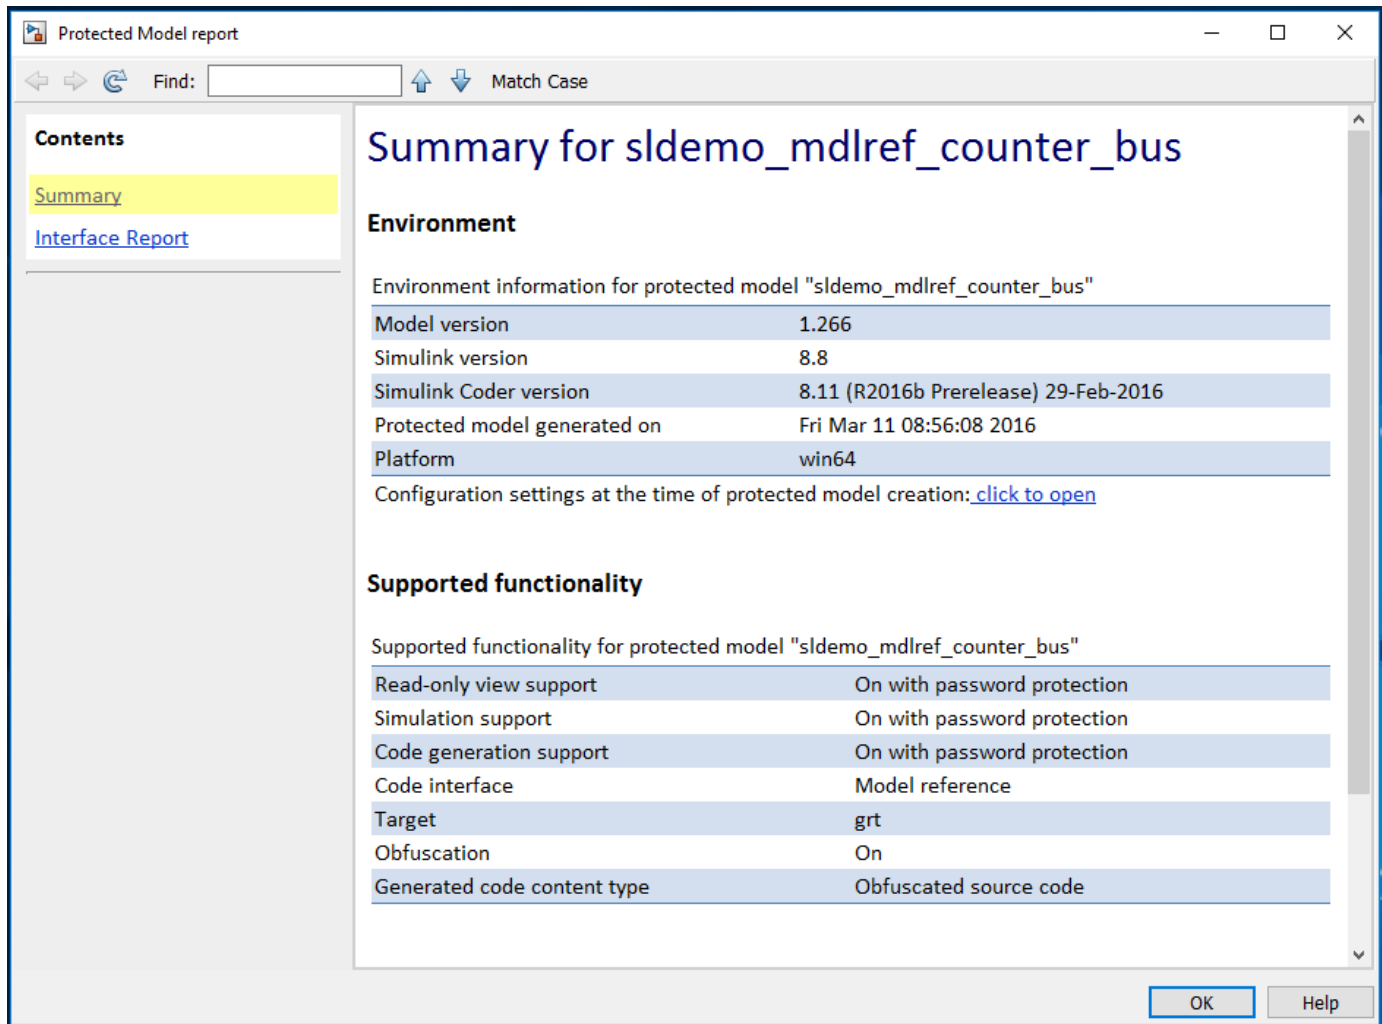 Protected Model report
Find:
Match Case
Contents
Summary
Interface Report
Summary for sldemo_mdlref_counter_bus
Environment
Environment information for protected model "sldemo_mdlref_counter_bus"
Model version 1.266
Simulink version 8.8
Simulink Coder version 8.11 (R2016b Prerelease) 29-Feb-2016
Protected model generated on Fri Mar 11 08:56:08 2016
Platform win64
Configuration settings at the time of protected model creation: click to open
Supported functionality
Supported functionality for protected model "sldemo_mdlref_counter_bus"
Read-only view support On with password protection
Simulation support On with password protection
Code generation support On with password protection
Code interface Model reference
Target grt
Obfuscation On
Generated code content type Obfuscated source code
OK Help